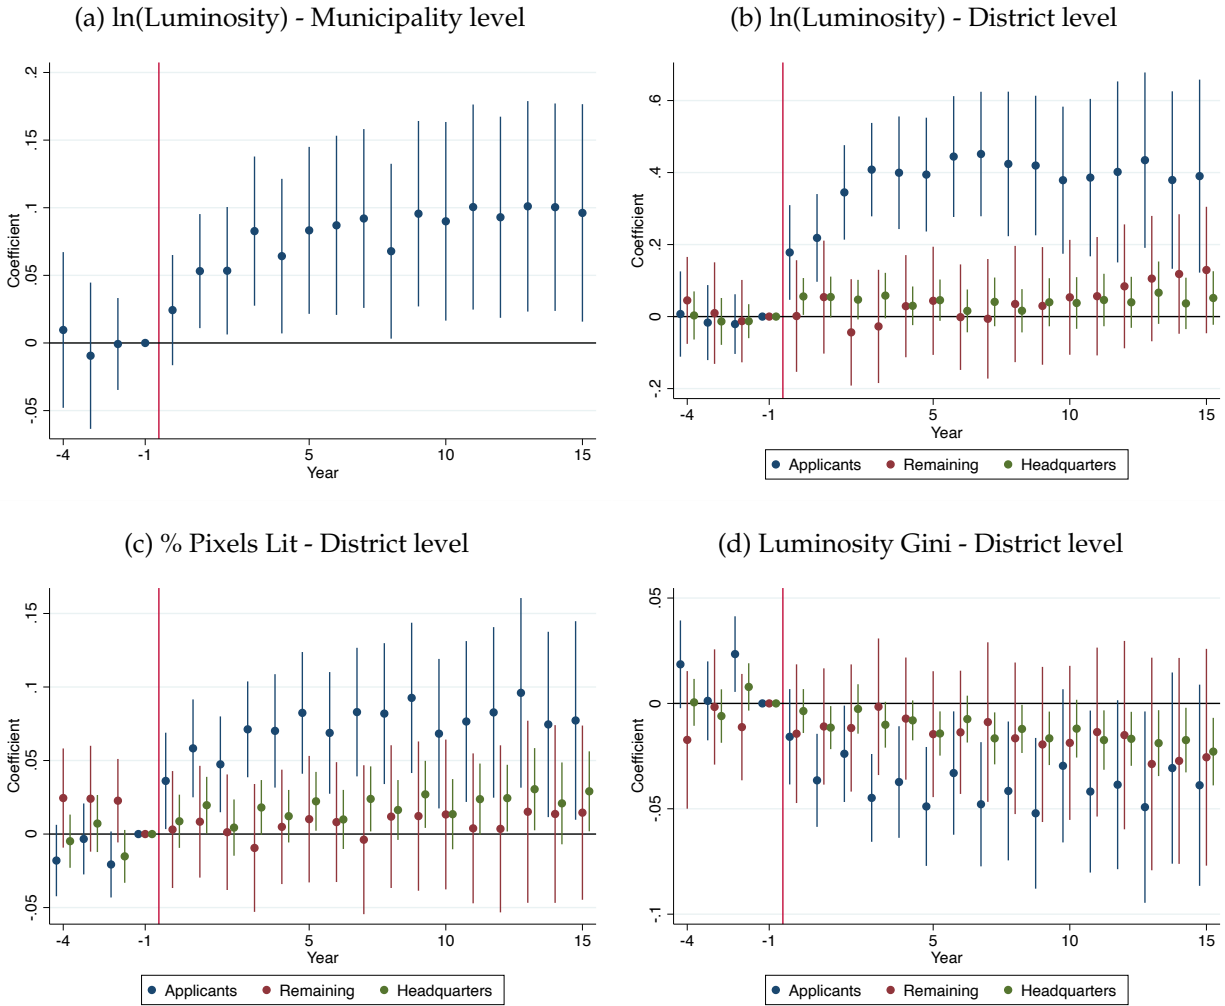 (a) ln(Luminosity) - Municipality level
Coefficient
.2
.15
.1
.05
0
-.05
-4
-1
5
10
15
Year
(b) ln(Luminosity) - District level
Coefficient
.6
.4
.2
0
-.2
-4
-1
5
10
15
Year
Applicants Remaining Headquarters
(c) % Pixels Lit - District level
Coefficient
.15
.1
.05
0
-.05
-4
-1
5
10
15
Year
Applicants Remaining Headquarters
(d) Luminosity Gini - District level
Coefficient
.05
0
-.05
-.1
-4
-1
5
10
15
Year
Applicants Remaining Headquarters